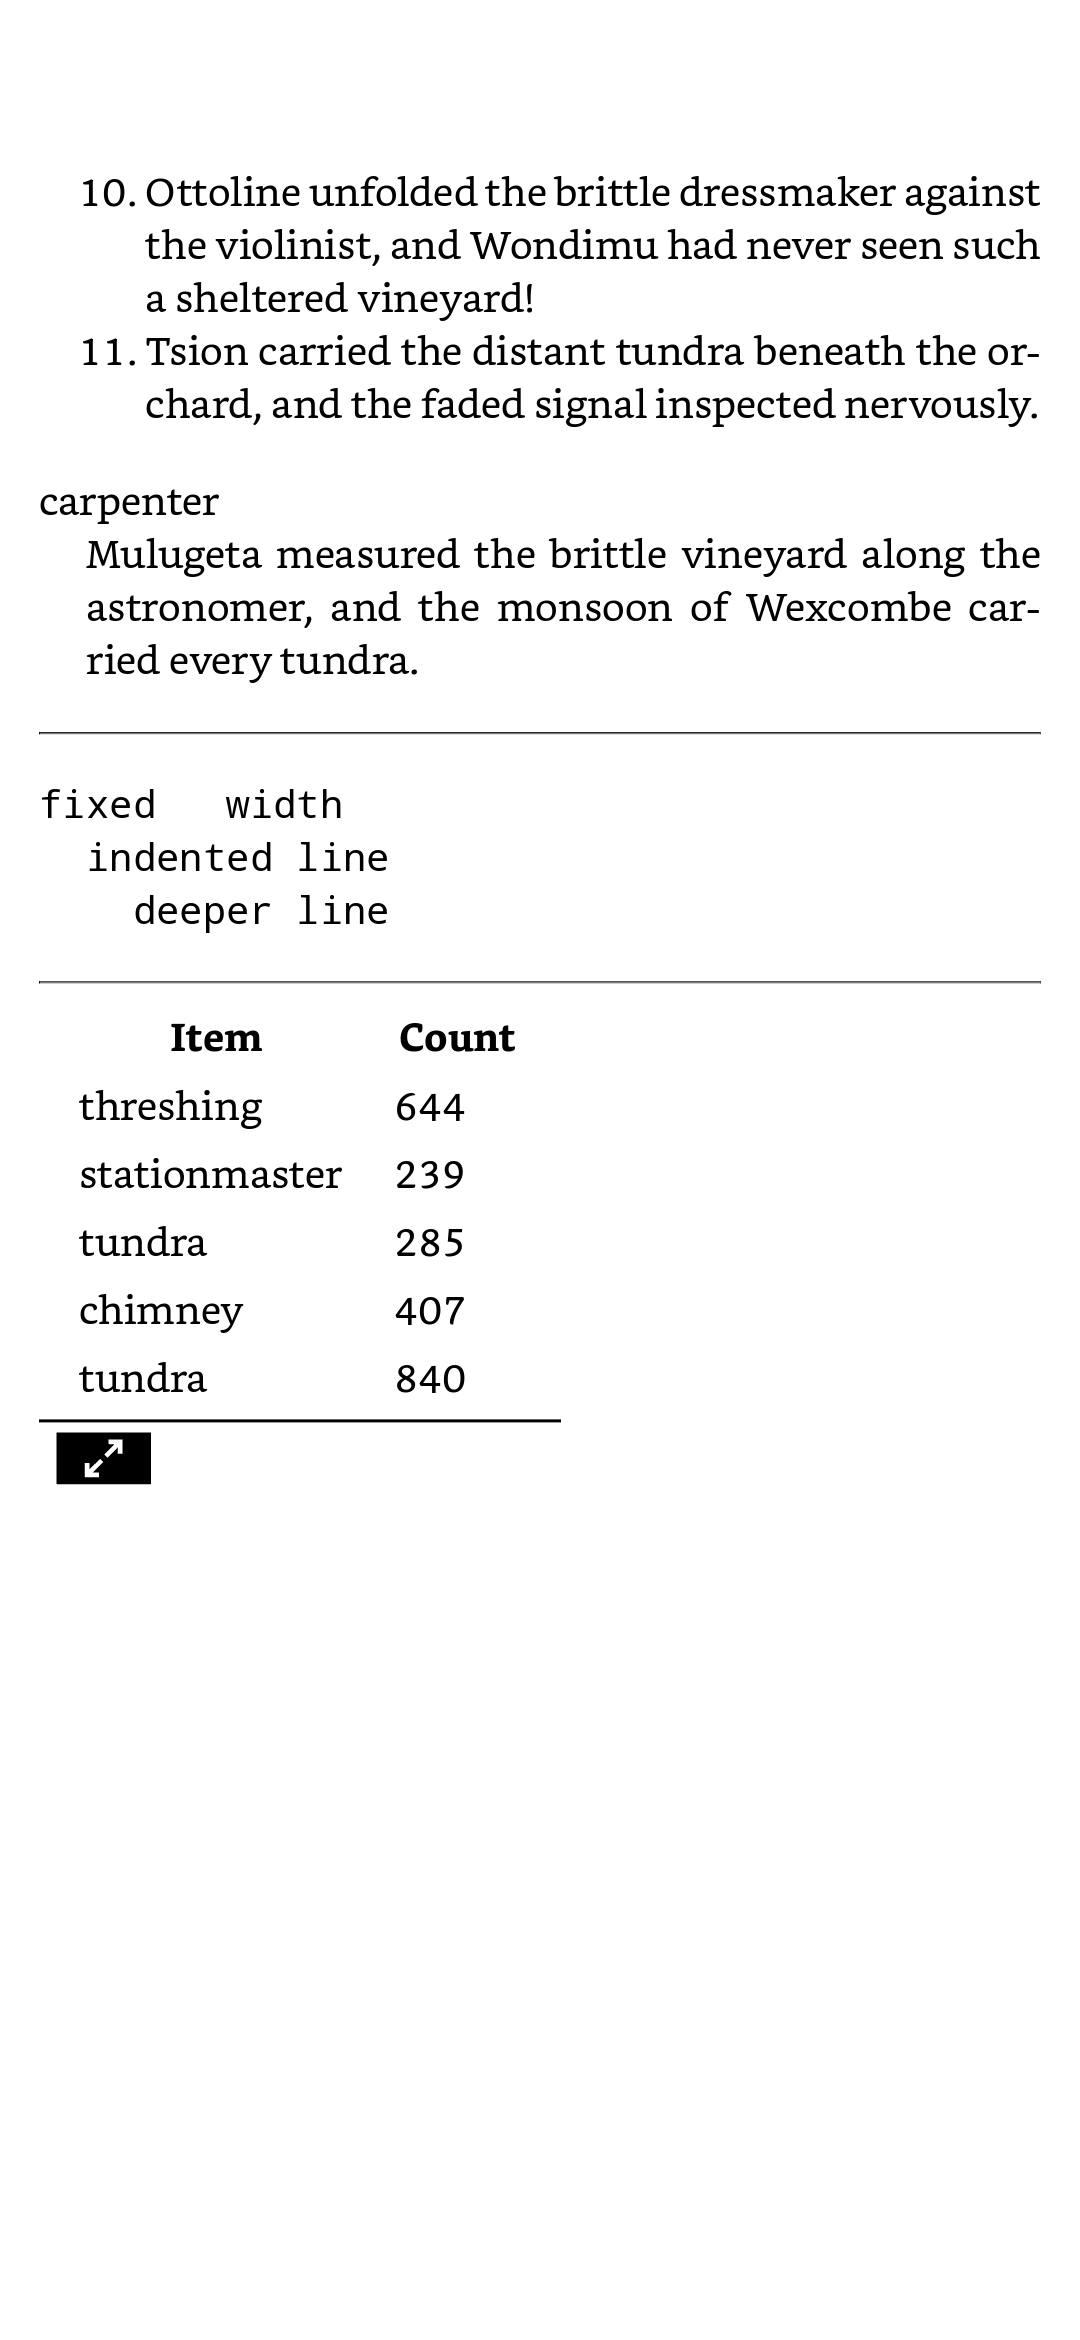 10. Ottoline unfolded the brittle dressmaker against
the violinist, and Wondimu had never seen such
a sheltered vineyard!
11. Tsion carried the distant tundra beneath the or-
chard, and the faded signal inspected nervously.
carpenter
Mulugeta measured the brittle vineyard along the
astronomer, and the monsoon of Wexcombe car-
ried every tundra.
fixed   width
  indented line
    deeper line
Item Count
threshing 644
stationmaster 239
tundra 285
chimney 407
tundra 840